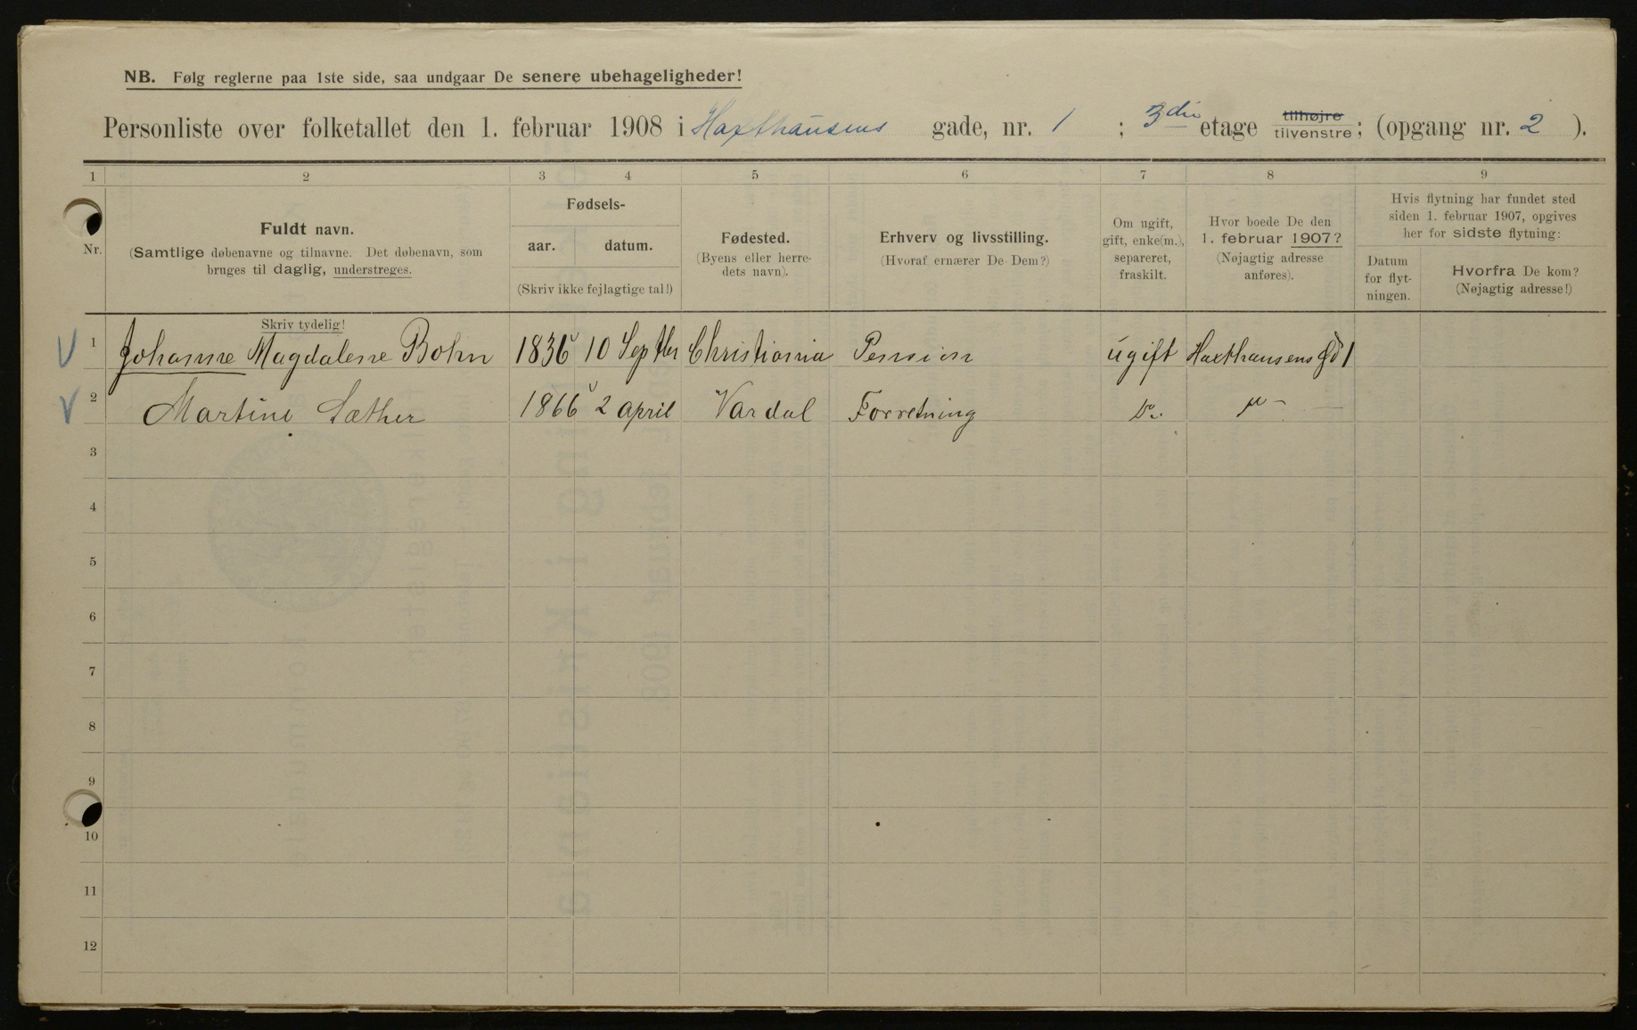 NB. Følg reglerne paa 1ste side, saa undgaar De senere ubehageligheder!
Personliste over folketallet den 1. februar 1908 i Haxthausens gade, nr. 1 ; 3die etage tilhøjre tilvenstre; (opgang nr. 2 ).
1 2 3 4 5 6 7 8 9
Nr.
Fuldt navn.
(Samtlige døbenavne og tilnavne. Det døbenavn, som
bruges til daglig, understreges.
Fødsels-
aar. datum.
(Skriv ikke fejlagtige tal!)
Fødested.
(Byens eller herre-
dets navn).
Erhverv og livsstilling.
(Hvoraf ernærer De Dem?)
Om ugift,
gift, enke(m.),
separeret,
fraskilt.
Hvor boede De den
1. februar 1907?
(Nøjagtig adresse
anføres).
Hvis flytning har fundet sted
siden 1. februar 1907, opgives
her for sidste flytning:
Datum
for flyt-
ningen.
Hvorfra De kom?
(Nøjagtig adresse!)
Skriv tydelig!
1 Johanne Magdalene Bohn 1836 10 Septbr Christiania Pension ugift Haxthausens Gd 1
2 Martine Sæther 1866 2 april Vardal Forretning Do.
3
4
5
6
7
8
9
10
11
12